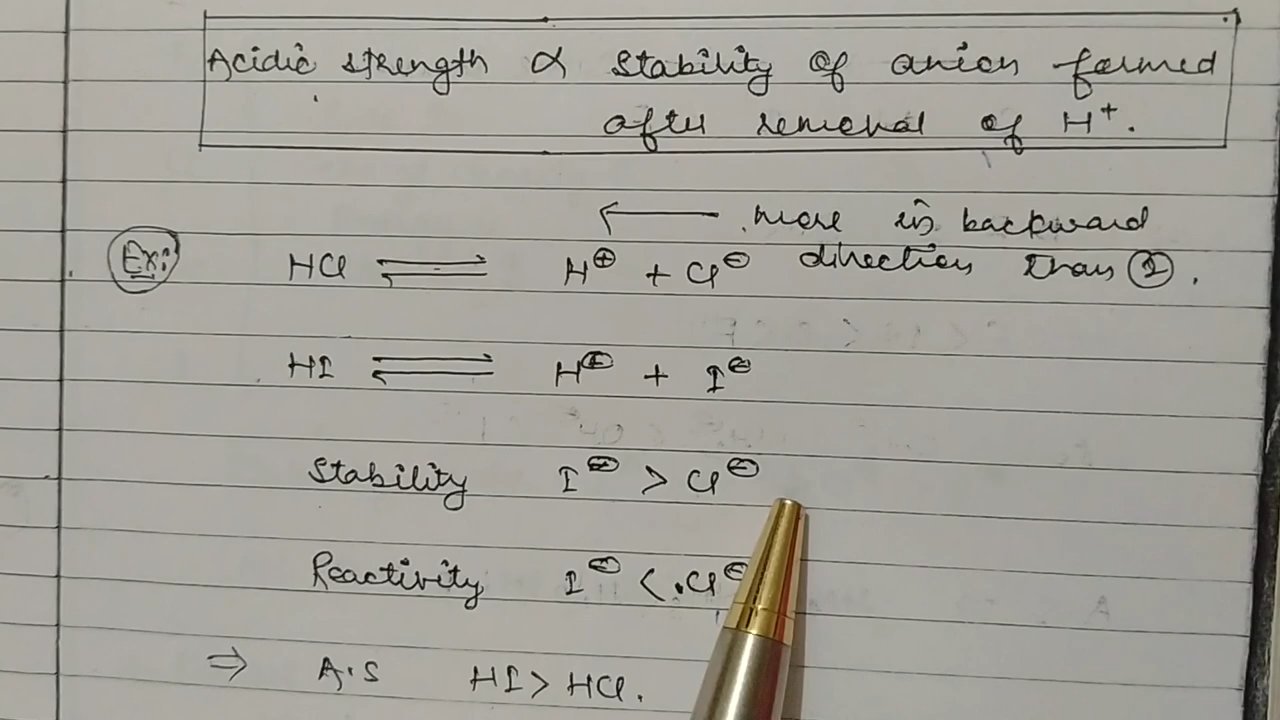 Acidic strength ∝ stability of anion formed
after removal of H⁺.
← more in backward
Ex: HCl ⇌ H⊕ + Cl⊖ direction than ②.
HI ⇌ H⊕ + I⊖
Stability I⊖ > Cl⊖
Reactivity I⊖ < Cl⊖
⇒ A.S HI > HCl.